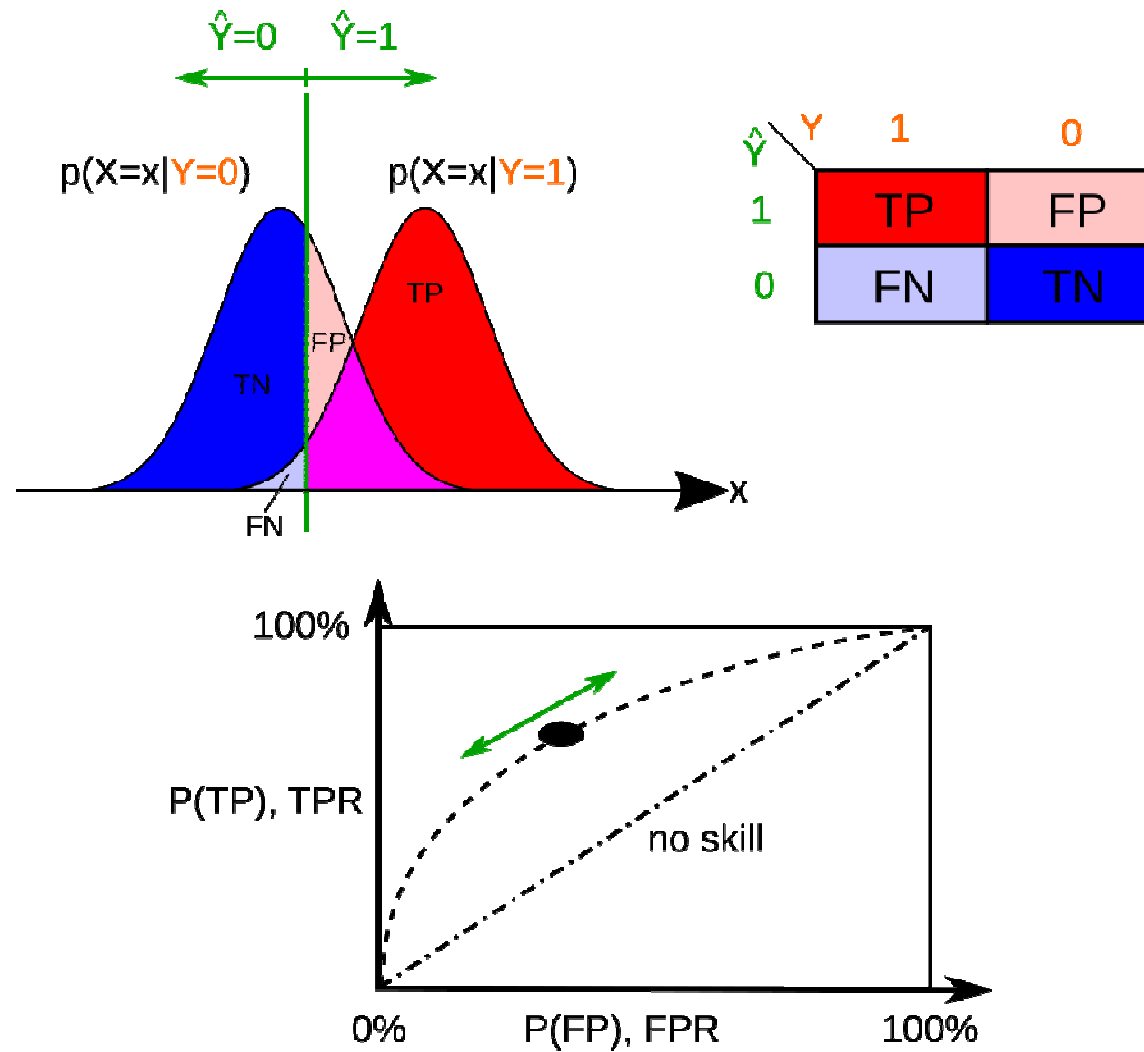 Ŷ=0 Ŷ=1
p(X=x|Y=0) p(X=x|Y=1)
TP
FP
TN
FN
x
Y 1 0
Ŷ
1 TP FP
0 FN TN
100%
P(TP), TPR
no skill
0% P(FP), FPR 100%